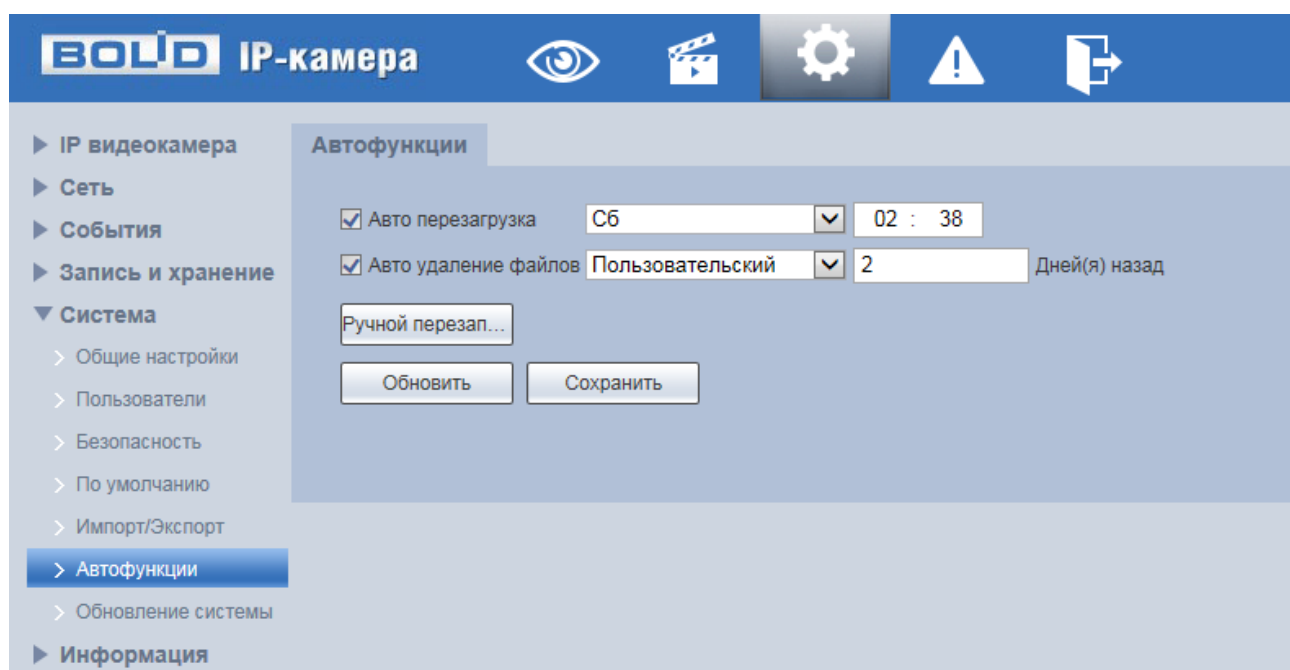 BOLID IP-камера
IP видеокамера
Сеть
События
Запись и хранение
Система
Общие настройки
Пользователи
Безопасность
По умолчанию
Импорт/Экспорт
Автофункции
Обновление системы
Информация
Автофункции
Авто перезагрузка Сб 02 : 38
Авто удаление файлов Пользовательский 2 Дней(я) назад
Ручной перезап...
Обновить Сохранить